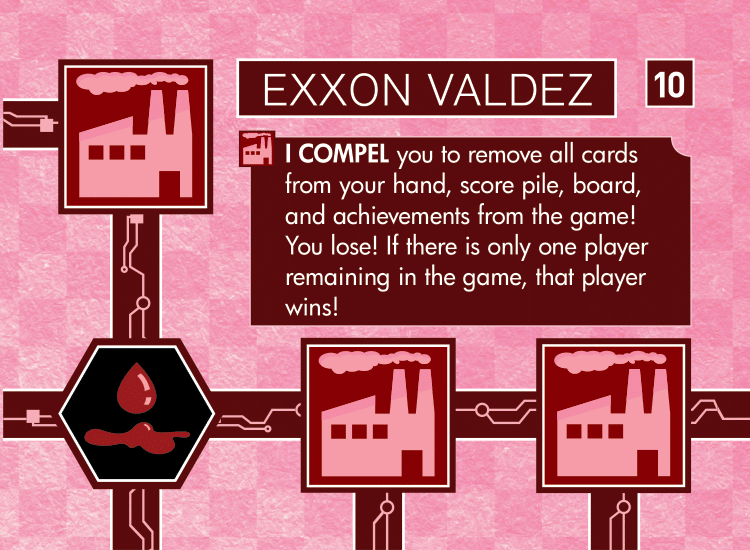 EXXON VALDEZ
10
I COMPEL you to remove all cards
from your hand, score pile, board,
and achievements from the game!
You lose! If there is only one player
remaining in the game, that player
wins!